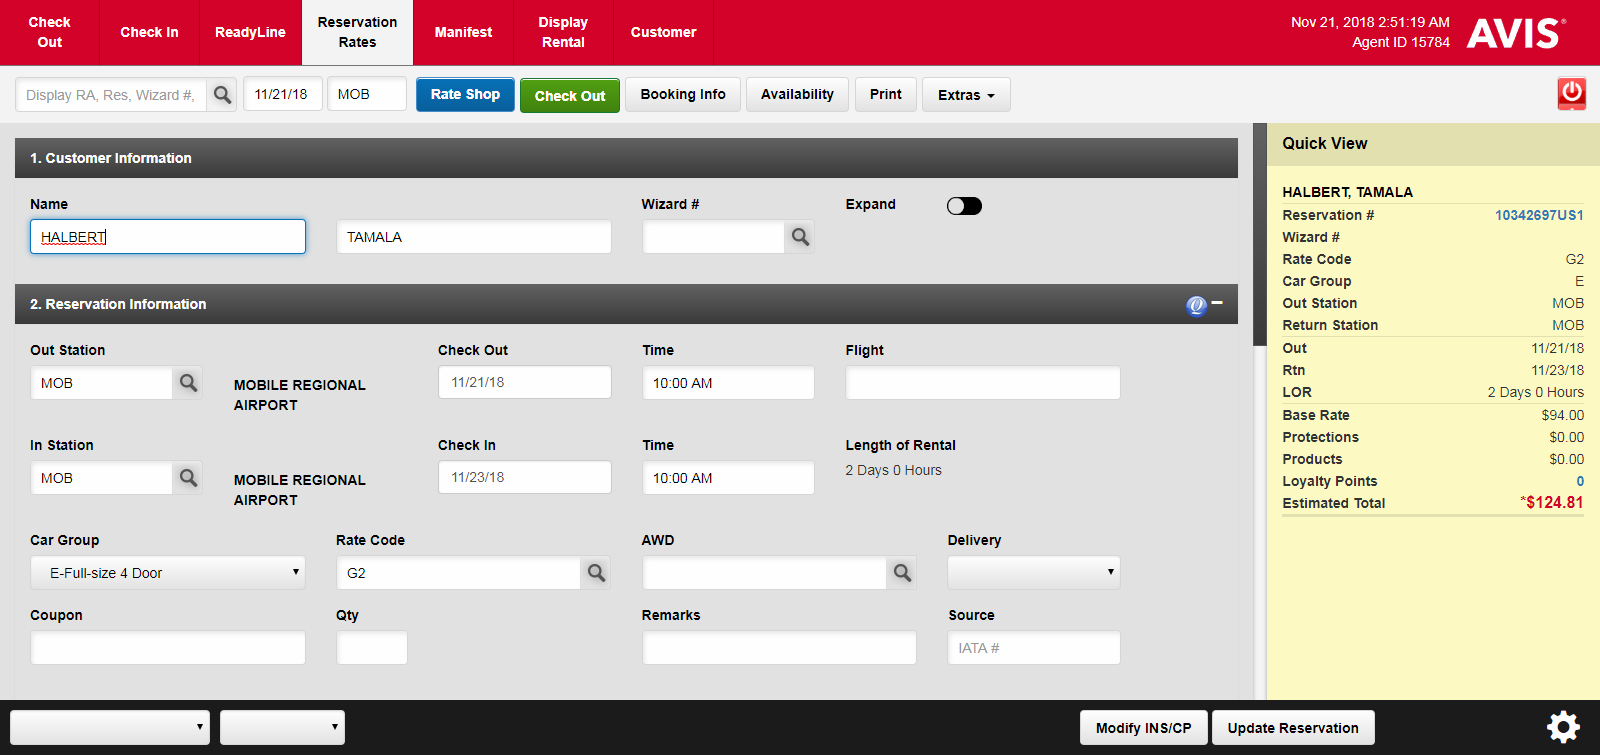 Check Out
Check In
ReadyLine
Reservation Rates
Manifest
Display Rental
Customer
Nov 21, 2018 2:51:19 AM
Agent ID 15784
AVIS
Display RA, Res, Wizard #,
11/21/18
MOB
Rate Shop
Check Out
Booking Info
Availability
Print
Extras
1. Customer Information
Name
Wizard #
Expand
HALBERT
TAMALA
2. Reservation Information
Q
Out Station
Check Out
Time
Flight
MOB
MOBILE REGIONAL AIRPORT
11/21/18
10:00 AM
In Station
Check In
Time
Length of Rental
MOB
MOBILE REGIONAL AIRPORT
11/23/18
10:00 AM
2 Days 0 Hours
Car Group
Rate Code
AWD
Delivery
E-Full-size 4 Door
G2
Coupon
Qty
Remarks
Source
IATA #
Quick View
HALBERT, TAMALA
Reservation # 10342697US1
Wizard #
Rate Code G2
Car Group E
Out Station MOB
Return Station MOB
Out 11/21/18
Rtn 11/23/18
LOR 2 Days 0 Hours
Base Rate $94.00
Protections $0.00
Products $0.00
Loyalty Points 0
Estimated Total *$124.81
Modify INS/CP
Update Reservation